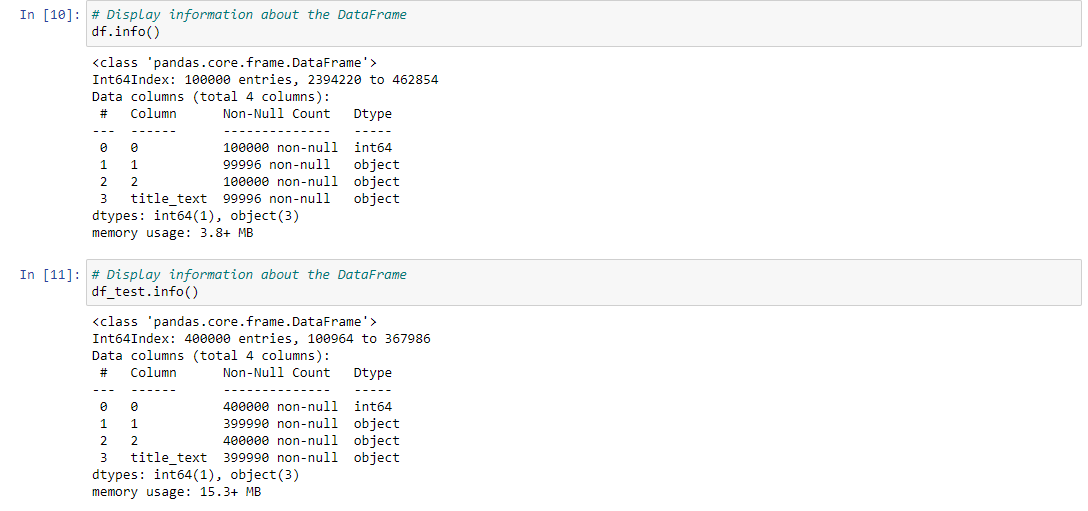 In [10]: # Display information about the DataFrame
df.info()
<class 'pandas.core.frame.DataFrame'>
Int64Index: 100000 entries, 2394220 to 462854
Data columns (total 4 columns):
 #   Column      Non-Null Count   Dtype
---  ------      --------------   -----
 0   0           100000 non-null  int64
 1   1           99996 non-null   object
 2   2           100000 non-null  object
 3   title_text  99996 non-null   object
dtypes: int64(1), object(3)
memory usage: 3.8+ MB
In [11]: # Display information about the DataFrame
df_test.info()
<class 'pandas.core.frame.DataFrame'>
Int64Index: 400000 entries, 100964 to 367986
Data columns (total 4 columns):
 #   Column      Non-Null Count   Dtype
---  ------      --------------   -----
 0   0           400000 non-null  int64
 1   1           399990 non-null  object
 2   2           400000 non-null  object
 3   title_text  399990 non-null  object
dtypes: int64(1), object(3)
memory usage: 15.3+ MB